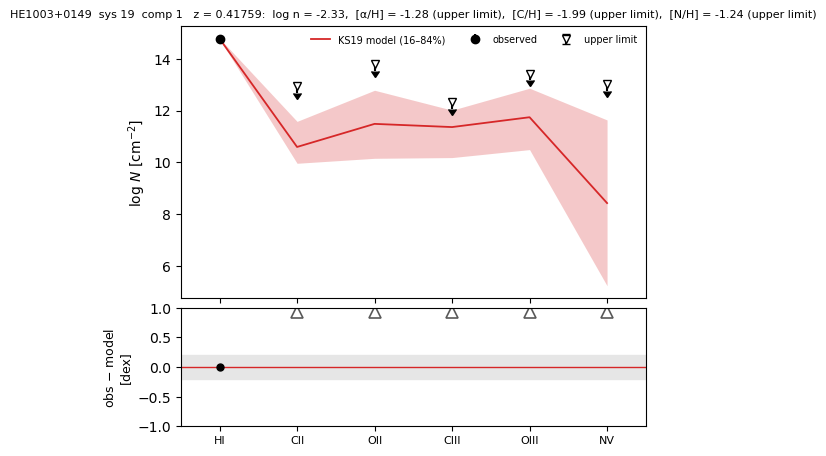 HE1003+0149  sys 19  comp 1   z = 0.41759:  log n = -2.33,  [α/H] = -1.28 (upper limit),  [C/H] = -1.99 (upper limit),  [N/H] = -1.24 (upper limit)
KS19 model (16–84%)  observed  upper limit
14
12
10
8
6
log N [cm⁻²]
1.0
0.5
0.0
−0.5
−1.0
obs − model
[dex]
HI  CII  OII  CIII  OIII  NV